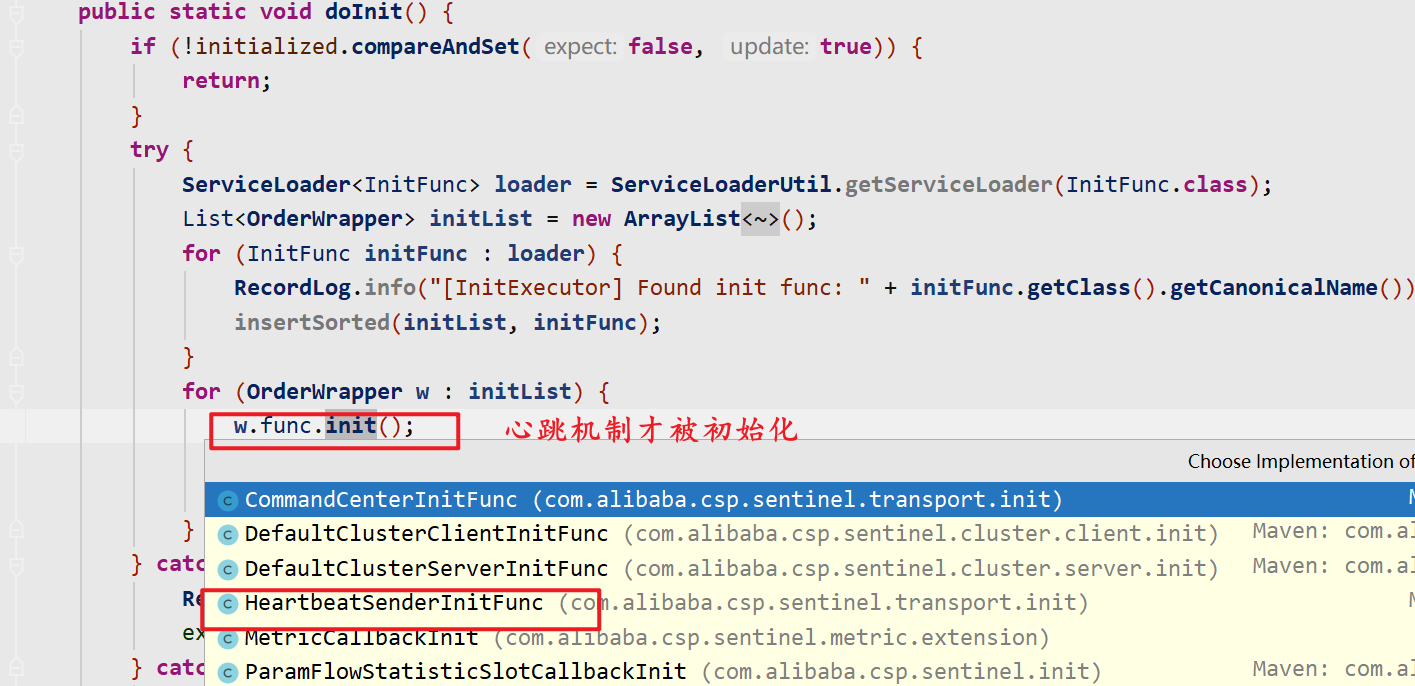 public static void doInit() {
if (!initialized.compareAndSet( expect: false, update: true)) {
return;
}
try {
ServiceLoader<InitFunc> loader = ServiceLoaderUtil.getServiceLoader(InitFunc.class);
List<OrderWrapper> initList = new ArrayList<~>();
for (InitFunc initFunc : loader) {
RecordLog.info("[InitExecutor] Found init func: " + initFunc.getClass().getCanonicalName())
insertSorted(initList, initFunc);
}
for (OrderWrapper w : initList) {
w.func.init(); 心跳机制才被初始化
Choose Implementation of
CommandCenterInitFunc (com.alibaba.csp.sentinel.transport.init)
DefaultClusterClientInitFunc (com.alibaba.csp.sentinel.cluster.client.init) Maven: com.al
} DefaultClusterServerInitFunc (com.alibaba.csp.sentinel.cluster.server.init) Maven: com.a
} catc
Re HeartbeatSenderInitFunc (com.alibaba.csp.sentinel.transport.init)
ex MetricCallbackInit (com.alibaba.csp.sentinel.metric.extension)
} catc ParamFlowStatisticSlotCallbackInit (com.alibaba.csp.sentinel.init) Maven: com.al